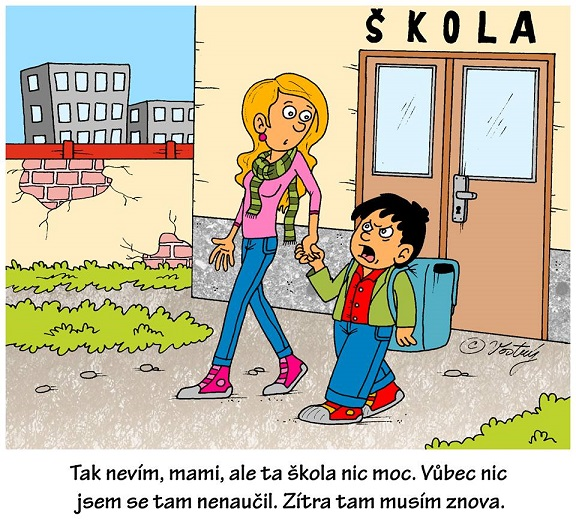 ŠKOLA
© Vostrý
Tak nevím, mami, ale ta škola nic moc. Vůbec nic
jsem se tam nenaučil. Zítra tam musím znova.